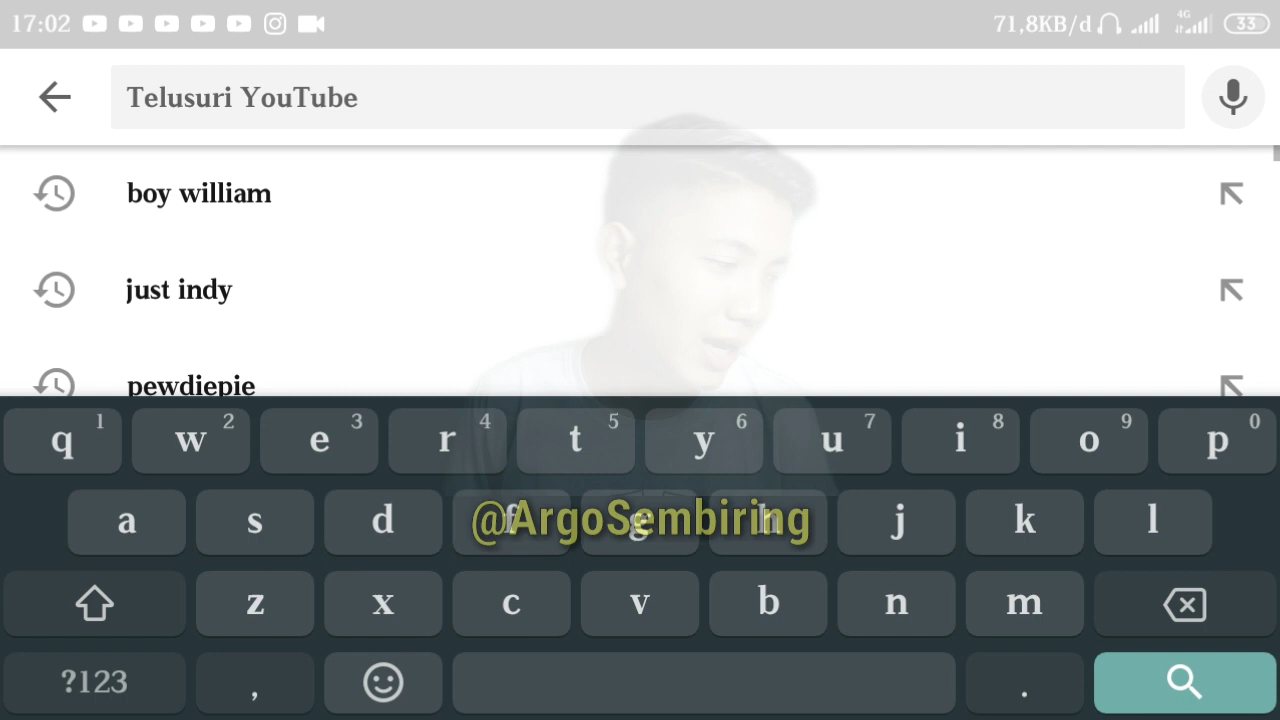 17:02 71,8KB/d 4G 33
Telusuri YouTube
boy william
just indy
pewdiepie
q 1 w 2 e 3 r 4 t 5 y 6 u 7 i 8 o 9 p 0
a s d f g h j k l
@ArgoSembiring
z x c v b n m
?123 , .